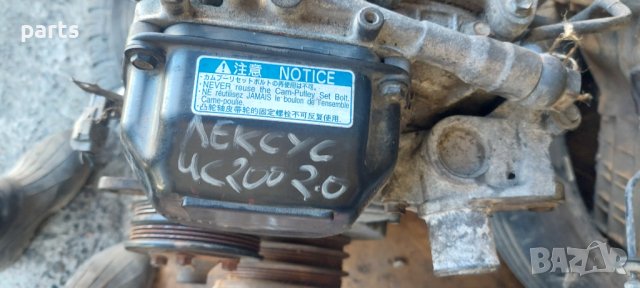 parts
⚠注意 NOTICE
・カムプーリセットボルトの再使用は不可。
・NEVER reuse the Cam-Pulley Set Bolt.
・NE réutilisez JAMAIS le boulon de l'ensemble
Came-poulie.
・凸轮轴皮带轮的固定螺栓不可反复使用。
ЛЕКСУС
ИС200 2.0
BAZAR
bg